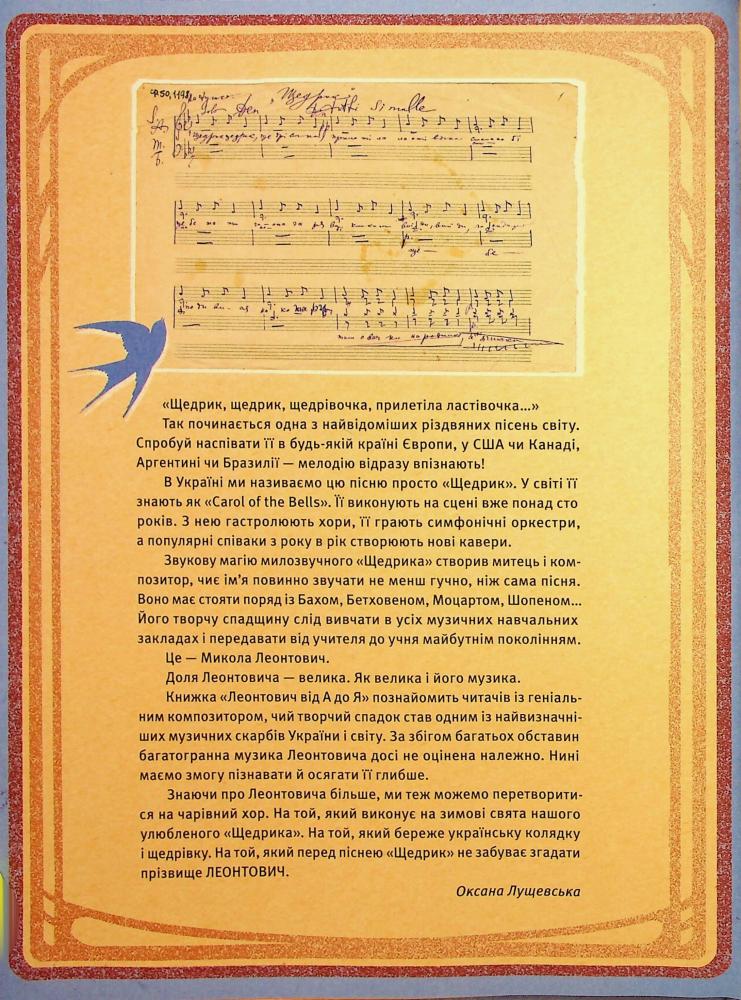 Ф.50,1198
"Щедрик"
«Щедрик, щедрик, щедрівочка, прилетіла ластівочка...»
Так починається одна з найвідоміших різдвяних пісень світу.
Спробуй наспівати її в будь-якій країні Європи, у США чи Канаді,
Аргентині чи Бразилії — мелодію відразу впізнають!
В Україні ми називаємо цю пісню просто «Щедрик». У світі її
знають як «Carol of the Bells». Її виконують на сцені вже понад сто
років. З нею гастролюють хори, її грають симфонічні оркестри,
а популярні співаки з року в рік створюють нові кавери.
Звукову магію милозвучного «Щедрика» створив митець і ком-
позитор, чиє ім’я повинно звучати не менш гучно, ніж сама пісня.
Воно має стояти поряд із Бахом, Бетховеном, Моцартом, Шопеном...
Його творчу спадщину слід вивчати в усіх музичних навчальних
закладах і передавати від учителя до учня майбутнім поколінням.
Це — Микола Леонтович.
Доля Леонтовича — велика. Як велика і його музика.
Книжка «Леонтович від А до Я» познайомить читачів із геніаль-
ним композитором, чий творчий спадок став одним із найвизначні-
ших музичних скарбів України і світу. За збігом багатьох обставин
багатогранна музика Леонтовича досі не оцінена належно. Нині
маємо змогу пізнавати й осягати її глибше.
Знаючи про Леонтовича більше, ми теж можемо перетворити-
ся на чарівний хор. На той, який виконує на зимові свята нашого
улюбленого «Щедрика». На той, який береже українську колядку
і щедрівку. На той, який перед піснею «Щедрик» не забуває згадати
прізвище ЛЕОНТОВИЧ.
Оксана Лущевська